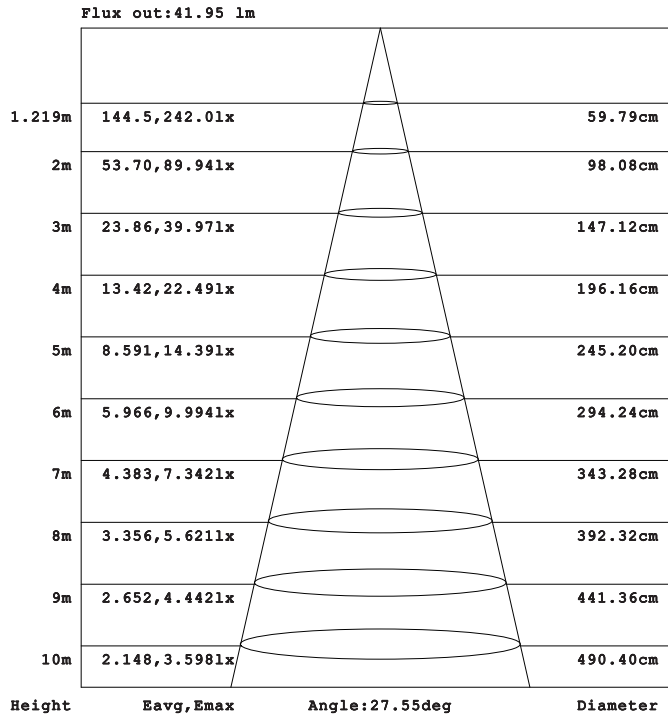 Flux out:41.95 lm
1.219m 144.5,242.0lx 59.79cm
2m 53.70,89.94lx 98.08cm
3m 23.86,39.97lx 147.12cm
4m 13.42,22.49lx 196.16cm
5m 8.591,14.39lx 245.20cm
6m 5.966,9.994lx 294.24cm
7m 4.383,7.342lx 343.28cm
8m 3.356,5.621lx 392.32cm
9m 2.652,4.442lx 441.36cm
10m 2.148,3.598lx 490.40cm
Height Eavg,Emax Angle:27.55deg Diameter